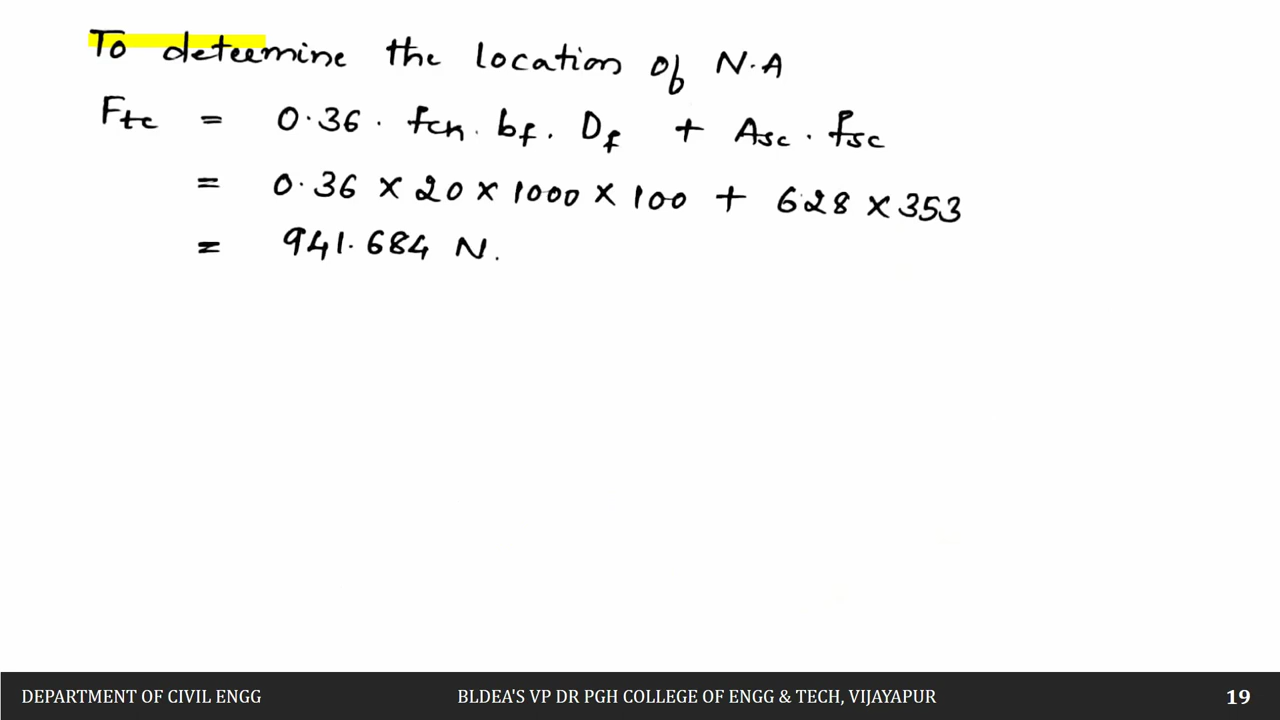 To deteemine the location of N.A
Ftc = 0.36 . fck . bf . Df + Asc . fsc
= 0.36 × 20 × 1000 × 100 + 628 × 353
= 941.684 N.
DEPARTMENT OF CIVIL ENGG BLDEA'S VP DR PGH COLLEGE OF ENGG & TECH, VIJAYAPUR 19